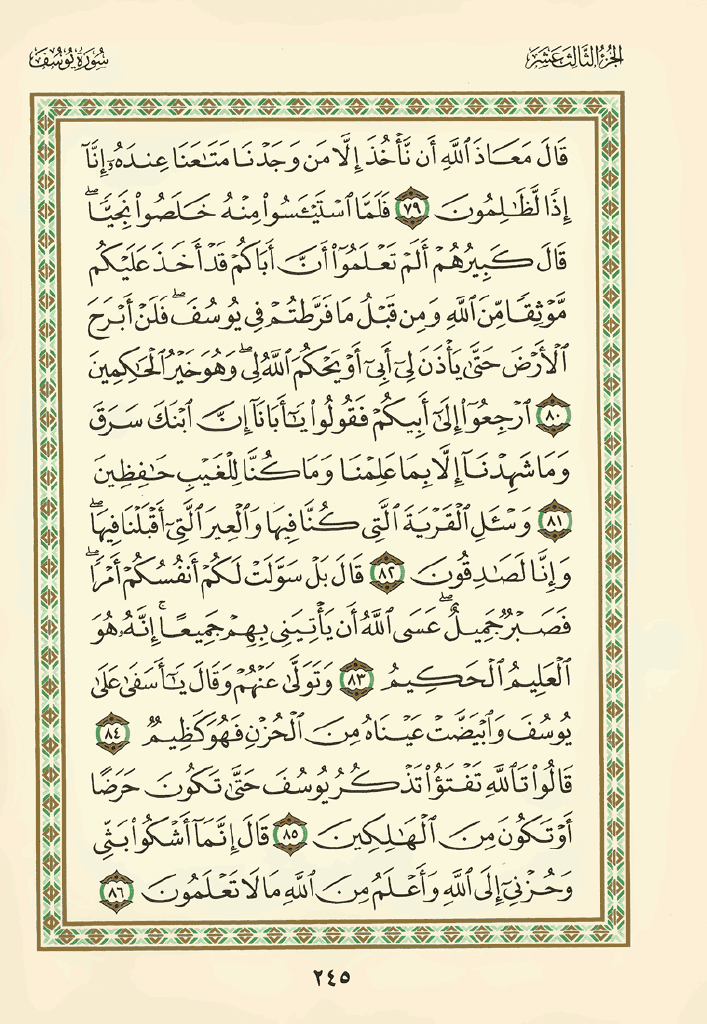 الجزء الثالث عشر
سورة يوسف
قَالَ مَعَاذَ ٱللَّهِ أَن نَّأۡخُذَ إِلَّا مَن وَجَدۡنَا مَتَٰعَنَا عِندَهُۥٓ إِنَّآ
إِذٗا لَّظَٰلِمُونَ ٧٩ فَلَمَّا ٱسۡتَيۡـَٔسُواْ مِنۡهُ خَلَصُواْ نَجِيّٗاۖ
قَالَ كَبِيرُهُمۡ أَلَمۡ تَعۡلَمُوٓاْ أَنَّ أَبَاكُمۡ قَدۡ أَخَذَ عَلَيۡكُم
مَّوۡثِقٗا مِّنَ ٱللَّهِ وَمِن قَبۡلُ مَا فَرَّطتُمۡ فِي يُوسُفَۖ فَلَنۡ أَبۡرَحَ
ٱلۡأَرۡضَ حَتَّىٰ يَأۡذَنَ لِيٓ أَبِيٓ أَوۡ يَحۡكُمَ ٱللَّهُ لِيۖ وَهُوَ خَيۡرُ ٱلۡحَٰكِمِينَ
٨٠ ٱرۡجِعُوٓاْ إِلَىٰٓ أَبِيكُمۡ فَقُولُواْ يَٰٓأَبَانَآ إِنَّ ٱبۡنَكَ سَرَقَ
وَمَا شَهِدۡنَآ إِلَّا بِمَا عَلِمۡنَا وَمَا كُنَّا لِلۡغَيۡبِ حَٰفِظِينَ
٨١ وَسۡـَٔلِ ٱلۡقَرۡيَةَ ٱلَّتِي كُنَّا فِيهَا وَٱلۡعِيرَ ٱلَّتِيٓ أَقۡبَلۡنَا فِيهَاۖ
وَإِنَّا لَصَٰدِقُونَ ٨٢ قَالَ بَلۡ سَوَّلَتۡ لَكُمۡ أَنفُسُكُمۡ أَمۡرٗاۖ
فَصَبۡرٞ جَمِيلٌۖ عَسَى ٱللَّهُ أَن يَأۡتِيَنِي بِهِمۡ جَمِيعًاۚ إِنَّهُۥ هُوَ
ٱلۡعَلِيمُ ٱلۡحَكِيمُ ٨٣ وَتَوَلَّىٰ عَنۡهُمۡ وَقَالَ يَٰٓأَسَفَىٰ عَلَىٰ
يُوسُفَ وَٱبۡيَضَّتۡ عَيۡنَاهُ مِنَ ٱلۡحُزۡنِ فَهُوَ كَظِيمٞ ٨٤
قَالُواْ تَٱللَّهِ تَفۡتَؤُاْ تَذۡكُرُ يُوسُفَ حَتَّىٰ تَكُونَ حَرَضًا
أَوۡ تَكُونَ مِنَ ٱلۡهَٰلِكِينَ ٨٥ قَالَ إِنَّمَآ أَشۡكُواْ بَثِّي
وَحُزۡنِيٓ إِلَى ٱللَّهِ وَأَعۡلَمُ مِنَ ٱللَّهِ مَا لَا تَعۡلَمُونَ ٨٦
٢٤٥